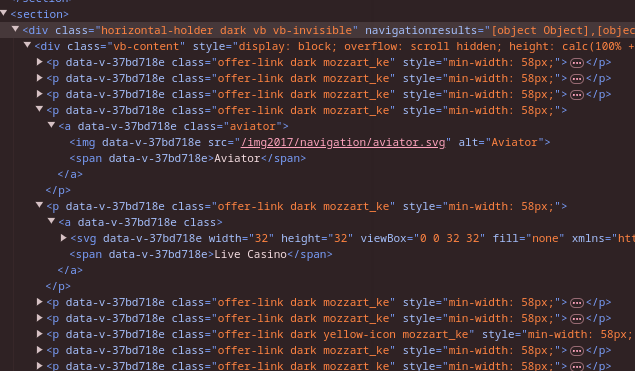 </section>
<section>
<div class="horizontal-holder dark vb vb-invisible" navigationresults="[object Object],[objec
<div class="vb-content" style="display: block; overflow: scroll hidden; height: calc(100% +
<p data-v-37bd718e class="offer-link dark mozzart_ke" style="min-width: 58px;">…</p>
<p data-v-37bd718e class="offer-link dark mozzart_ke" style="min-width: 58px;">…</p>
<p data-v-37bd718e class="offer-link dark mozzart_ke" style="min-width: 58px;">…</p>
<p data-v-37bd718e class="offer-link dark mozzart_ke" style="min-width: 58px;">
<a data-v-37bd718e class="aviator">
<img data-v-37bd718e src="/img2017/navigation/aviator.svg" alt="Aviator">
<span data-v-37bd718e>Aviator</span>
</a>
</p>
<p data-v-37bd718e class="offer-link dark mozzart_ke" style="min-width: 58px;">
<a data-v-37bd718e class>
<svg data-v-37bd718e width="32" height="32" viewBox="0 0 32 32" fill="none" xmlns="htt
<span data-v-37bd718e>Live Casino</span>
</a>
</p>
<p data-v-37bd718e class="offer-link dark mozzart_ke" style="min-width: 58px;">…</p>
<p data-v-37bd718e class="offer-link dark mozzart_ke" style="min-width: 58px;">…</p>
<p data-v-37bd718e class="offer-link dark yellow-icon mozzart_ke" style="min-width: 58px;
<p data-v-37bd718e class="offer-link dark mozzart_ke" style="min-width: 58px;">…</p>
<p data-v-37bd718e class="offer-link dark mozzart_ke" style="min-width: 58px;">…</p>